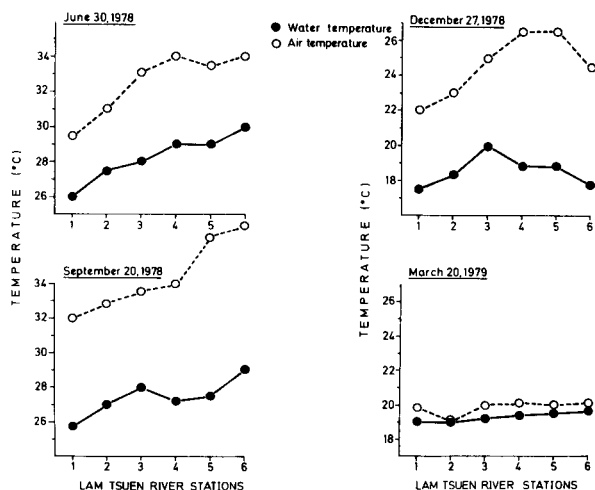 June 30, 1978
34
32
30
28
26
1 2 3 4 5 6
Water temperature
Air temperature
December 27, 1978
26
24
22
20
18
1 2 3 4 5 6
TEMPERATURE (°C)
TEMPERATURE (°C)
September 20, 1978
34
32
30
28
26
1 2 3 4 5 6
LAM TSUEN RIVER STATIONS
March 20, 1979
26
24
22
20
18
1 2 3 4 5 6
LAM TSUEN RIVER STATIONS